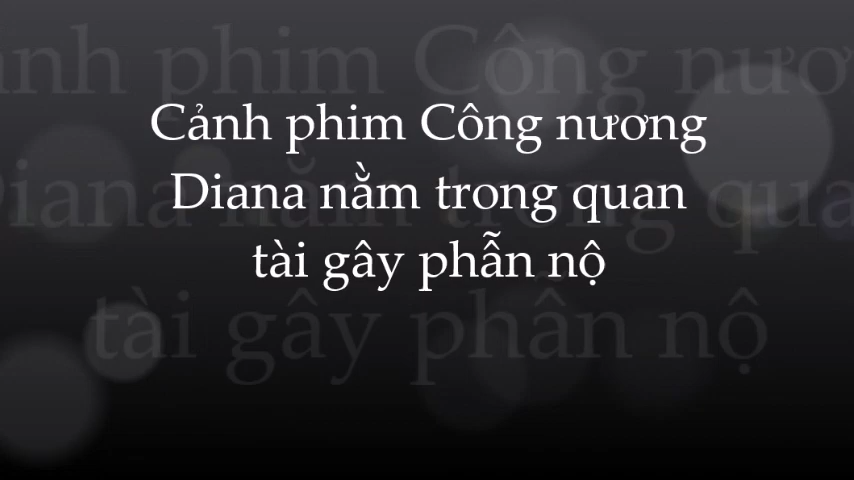 Cảnh phim Công nương
Diana nằm trong quan
tài gây phẫn nộ